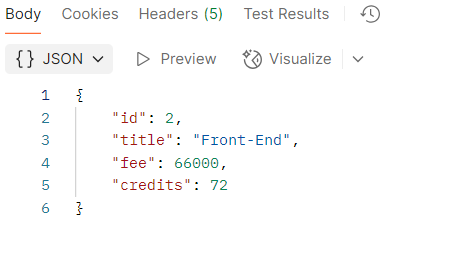 Body Cookies Headers (5) Test Results
{} JSON Preview Visualize
1 {
2 "id": 2,
3 "title": "Front-End",
4 "fee": 66000,
5 "credits": 72
6 }